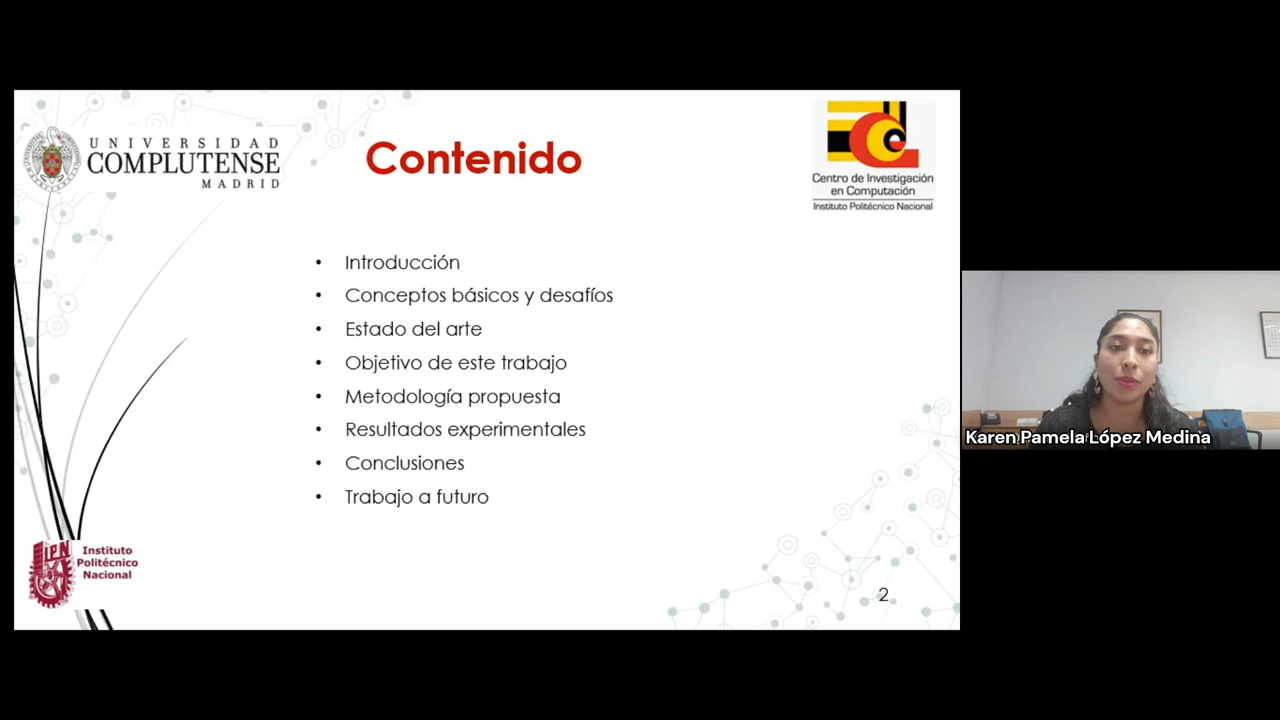 UNIVERSIDAD
COMPLUTENSE
MADRID
Contenido
Centro de Investigación
en Computación
Instituto Politécnico Nacional
• Introducción
• Conceptos básicos y desafíos
• Estado del arte
• Objetivo de este trabajo
• Metodología propuesta
• Resultados experimentales
• Conclusiones
• Trabajo a futuro
Karen Pamela López Medina
IPN
Instituto
Politécnico
Nacional
2